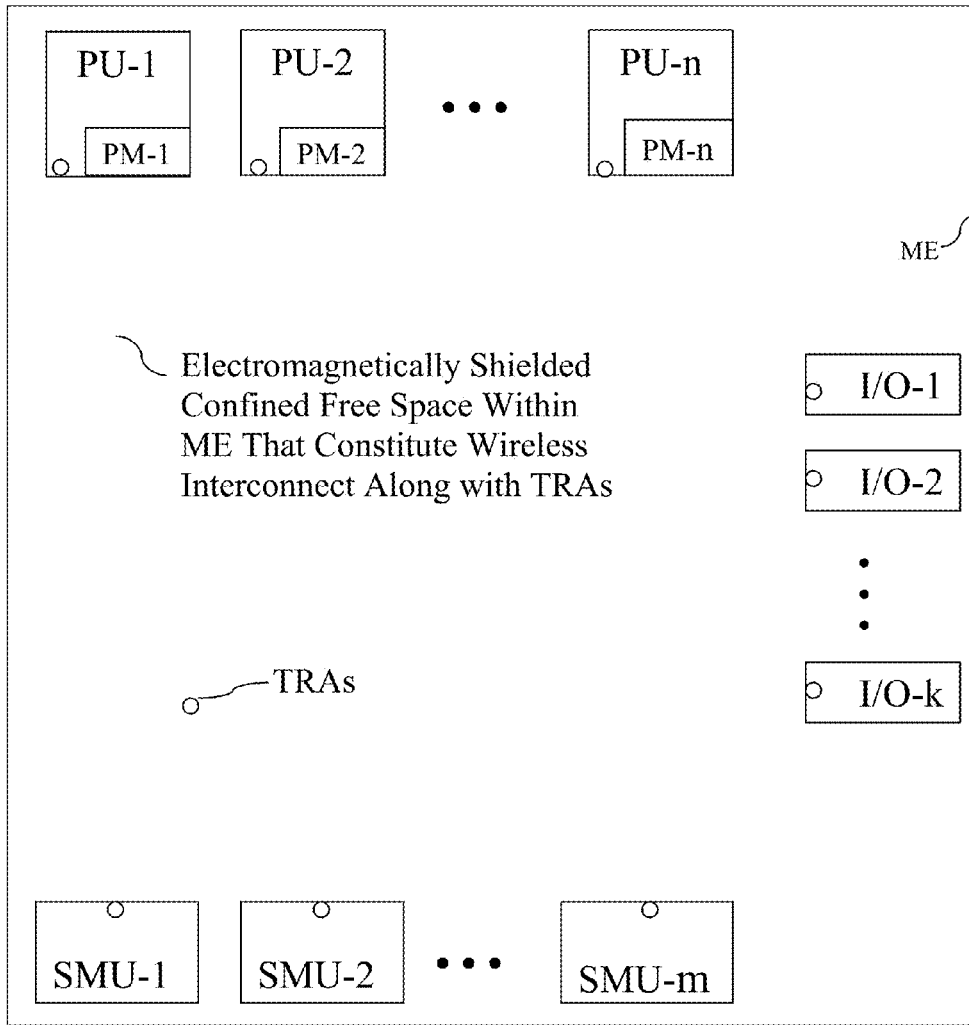 PU-1
PU-2
PU-n
PM-1
PM-2
PM-n
ME
Electromagnetically Shielded
Confined Free Space Within
ME That Constitute Wireless
Interconnect Along with TRAs
I/O-1
I/O-2
I/O-k
TRAs
SMU-1
SMU-2
SMU-m